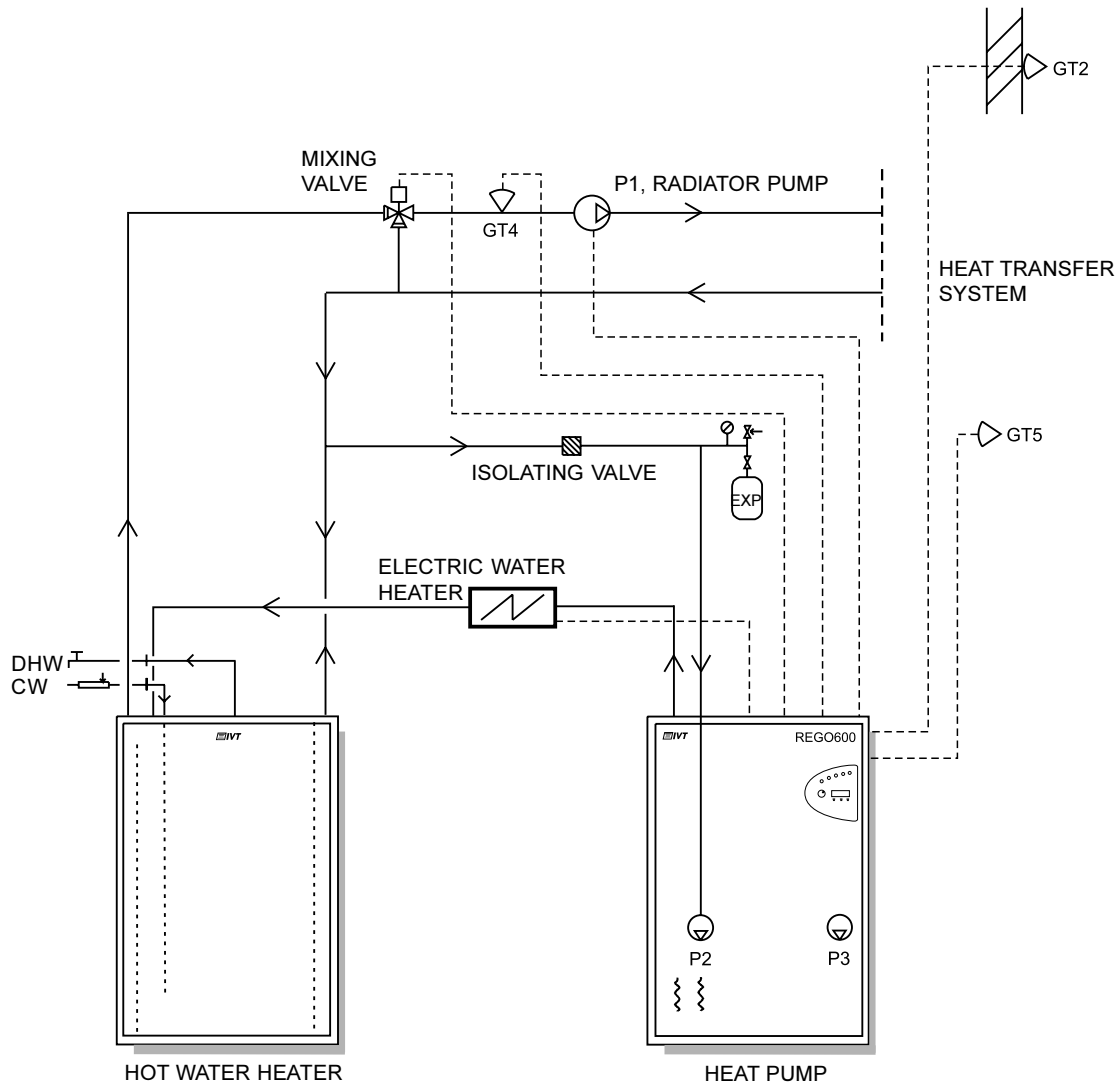 GT2
MIXING
VALVE
P1, RADIATOR PUMP
GT4
HEAT TRANSFER
SYSTEM
GT5
ISOLATING VALVE
EXP
ELECTRIC WATER
HEATER
DHW
CW
IVT
IVT
REGO600
P2
P3
HOT WATER HEATER
HEAT PUMP